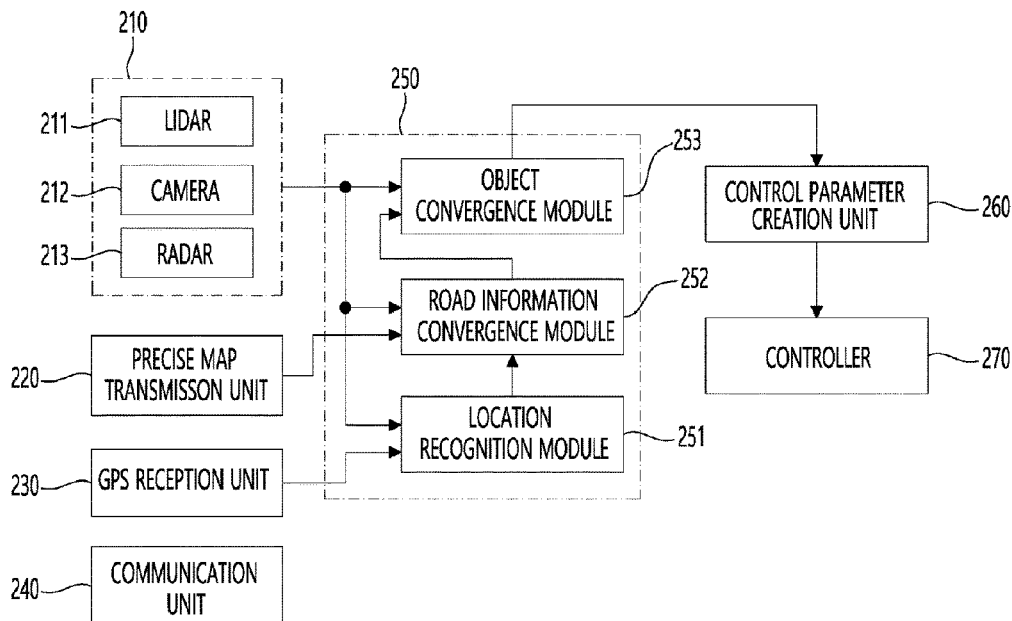 210
211
LIDAR
212
CAMERA
213
RADAR
220
PRECISE MAP
TRANSMISSON UNIT
230
GPS RECEPTION UNIT
240
COMMUNICATION
UNIT
250
OBJECT
CONVERGENCE MODULE
253
ROAD INFORMATION
CONVERGENCE MODULE
252
LOCATION
RECOGNITION MODULE
251
CONTROL PARAMETER
CREATION UNIT
260
CONTROLLER
270